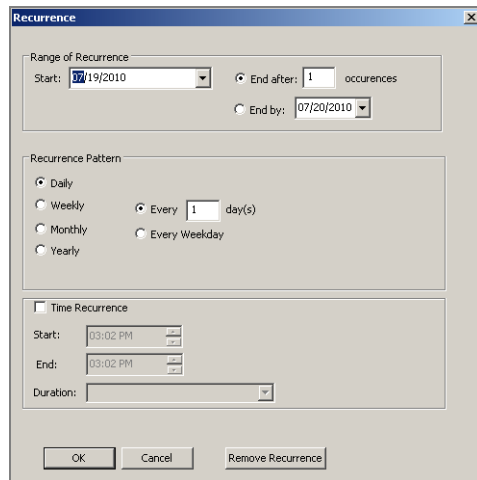 Recurrence
Range of Recurrence
Start: 07/19/2010 End after: 1 occurences
End by: 07/20/2010
Recurrence Pattern
Daily
Weekly Every 1 day(s)
Monthly Every Weekday
Yearly
Time Recurrence
Start: 03:02 PM
End: 03:02 PM
Duration:
OK Cancel Remove Recurrence